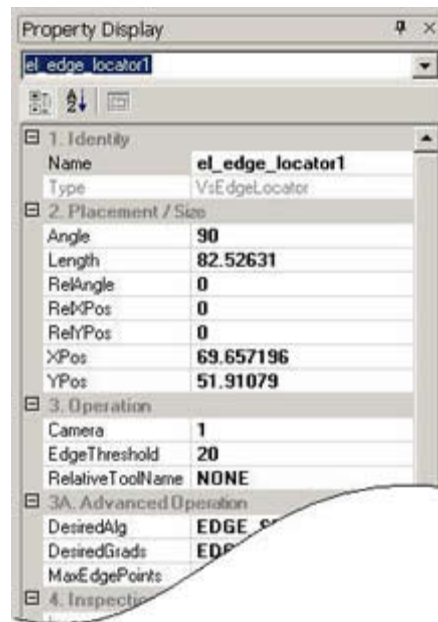 Property Display
el_edge_locator1
1. Identity
Name el_edge_locator1
Type VsEdgeLocator
2. Placement / Size
Angle 90
Length 82.52631
RelAngle 0
RelXPos 0
RelYPos 0
XPos 69.657196
YPos 51.91079
3. Operation
Camera 1
EdgeThreshold 20
RelativeToolName NONE
3A. Advanced Operation
DesiredAlg EDGE
DesiredGrads
MaxEdgePoints
4.